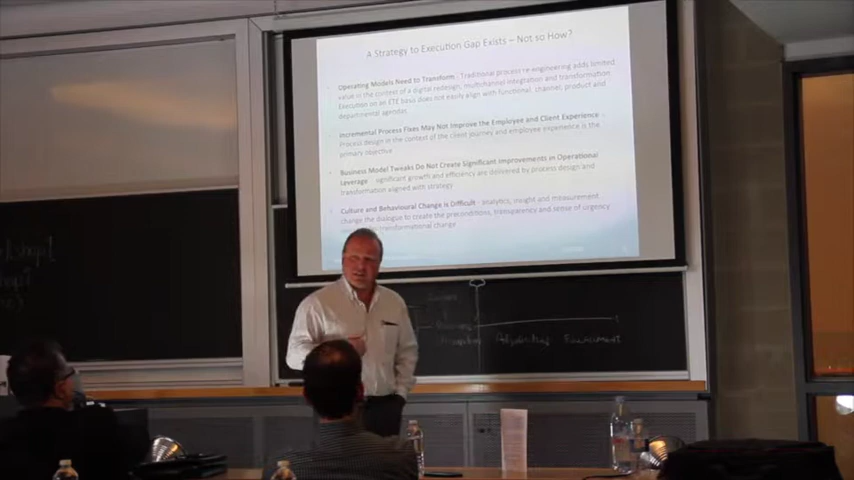 A Strategy to Execution Gap Exists – Not so How?
Operating Models Need to Transform - Traditional process re-engineering adds limited
value in the context of a digital redesign, multichannel integration and transformation
Execution on an ETE basis does not easily align with functional, channel, product and
departmental agendas
Incremental Process Fixes May Not Improve the Employee and Client Experience -
Process design in the context of the client journey and employee experience is the
primary objective
Business Model Tweaks Do Not Create Significant Improvements in Operational
Leverage - significant growth and efficiency are delivered by process design and
transformation aligned with strategy
Culture and Behavioural Change is Difficult - analytics, insight and measurement
change the dialogue to create the preconditions, transparency and sense of urgency
transformational change